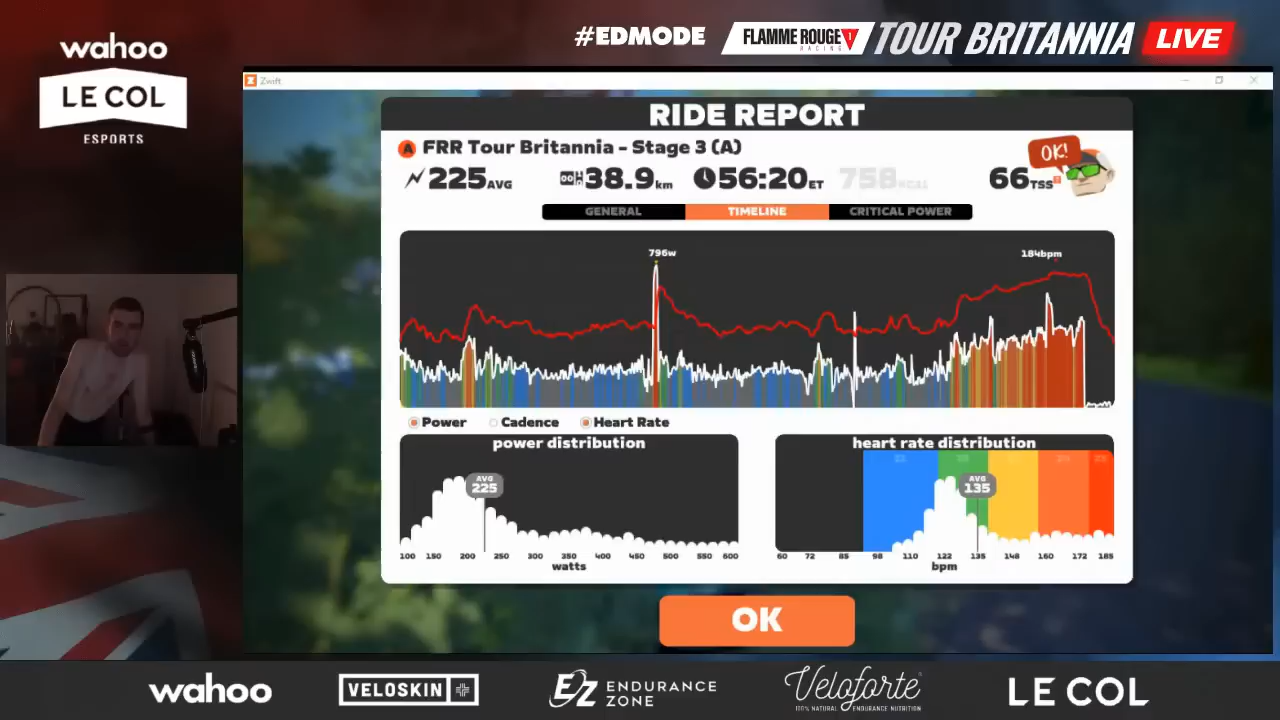 wahoo
LE COL
ESPORTS
#EDMODE
FLAMME ROUGE
RACING
TOUR BRITANNIA
LIVE
Zwift
RIDE REPORT
A FRR Tour Britannia - Stage 3 (A)
225AVG
38.9km
56:20ET
758KCAL
66TSS
OK!
GENERAL
TIMELINE
CRITICAL POWER
796w
184bpm
Power
Cadence
Heart Rate
power distribution
AVG
225
100 150 200 250 300 350 400 450 500 550 600
watts
heart rate distribution
AVG
135
60 72 85 98 110 122 135 148 160 172 185
bpm
OK
wahoo
VELOSKIN
EZ ENDURANCE
ZONE
Veloforte
100% NATURAL ENDURANCE NUTRITION
LE COL